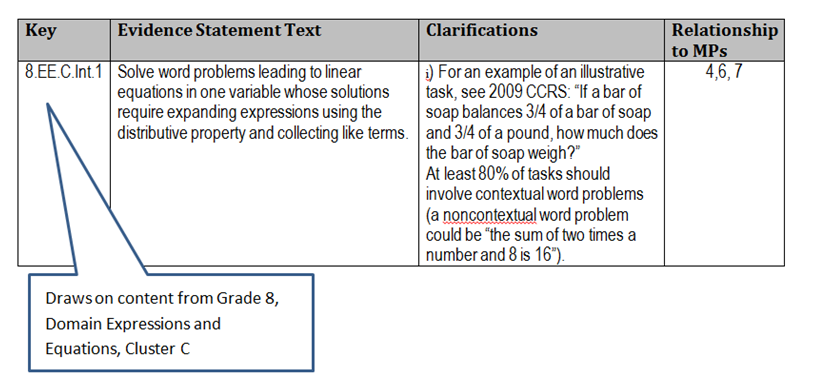 Key
Evidence Statement Text
Clarifications
Relationship
to MPs
8.EE.C.Int.1
Solve word problems leading to linear
equations in one variable whose solutions
require expanding expressions using the
distributive property and collecting like terms.
i) For an example of an illustrative
task, see 2009 CCRS: “If a bar of
soap balances 3/4 of a bar of soap
and 3/4 of a pound, how much does
the bar of soap weigh?”
At least 80% of tasks should
involve contextual word problems
(a noncontextual word problem
could be “the sum of two times a
number and 8 is 16”).
4,6, 7
Draws on content from Grade 8,
Domain Expressions and
Equations, Cluster C